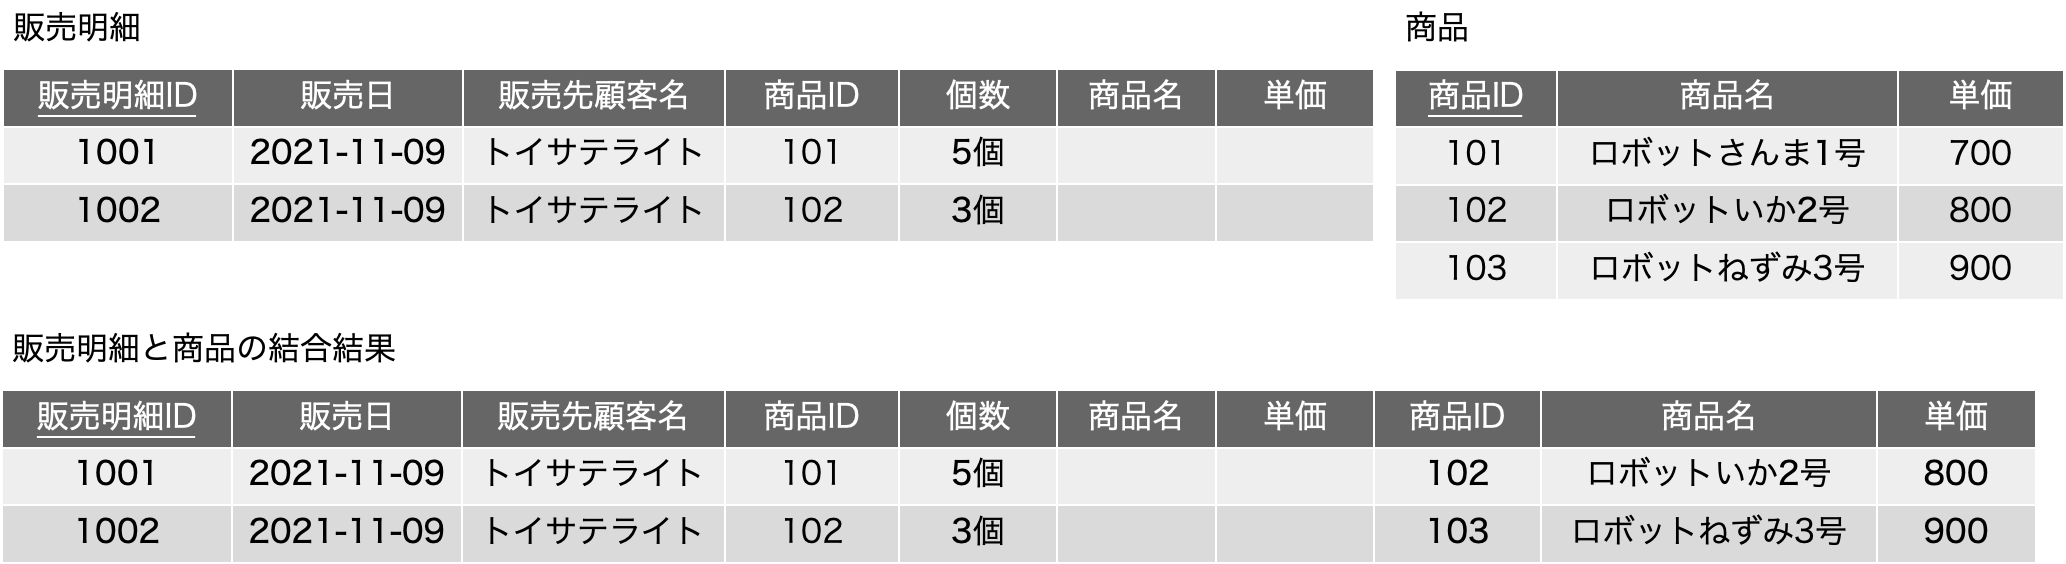 販売明細
販売明細ID 販売日 販売先顧客名 商品ID 個数 商品名 単価
1001 2021-11-09 トイサテライト 101 5個
1002 2021-11-09 トイサテライト 102 3個
商品
商品ID 商品名 単価
101 ロボットさんま1号 700
102 ロボットいか2号 800
103 ロボットねずみ3号 900
販売明細と商品の結合結果
販売明細ID 販売日 販売先顧客名 商品ID 個数 商品名 単価 商品ID 商品名 単価
1001 2021-11-09 トイサテライト 101 5個 102 ロボットいか2号 800
1002 2021-11-09 トイサテライト 102 3個 103 ロボットねずみ3号 900